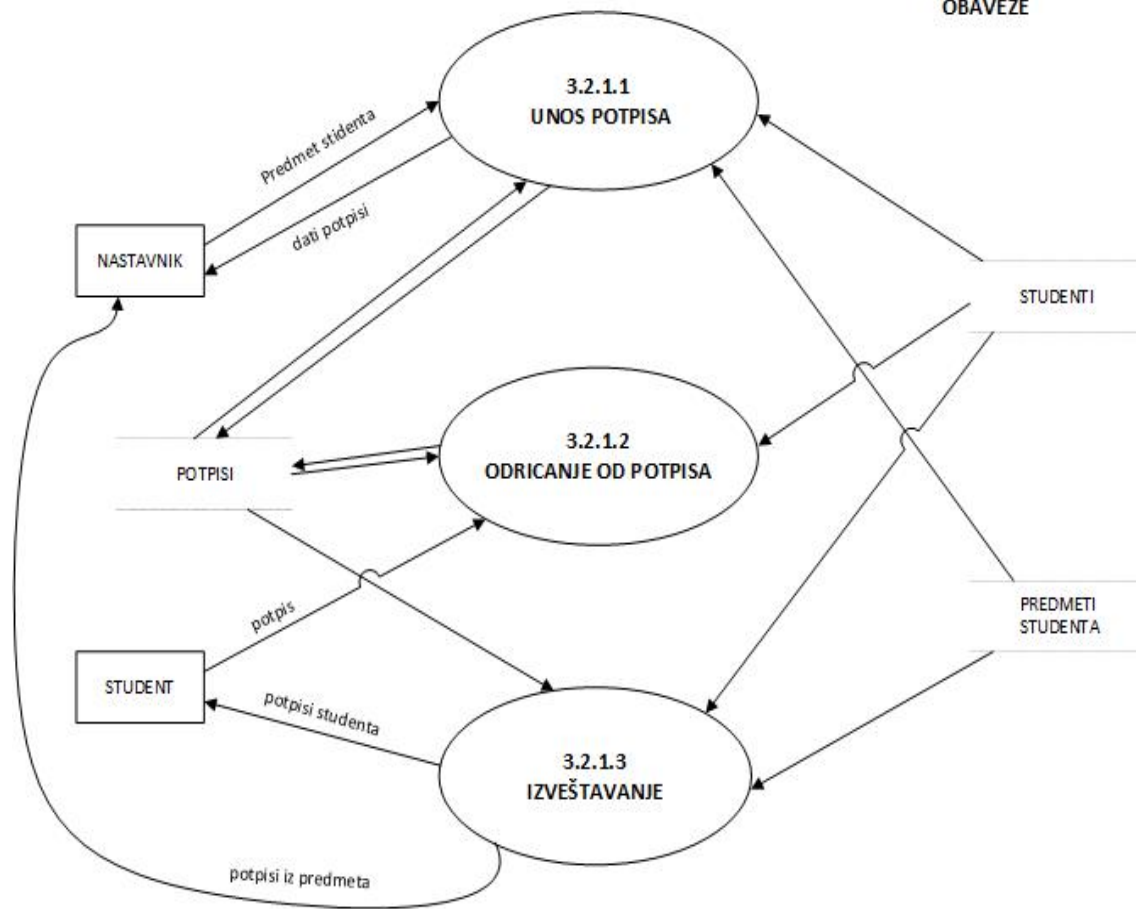 OBAVEZE
3.2.1.1
UNOS POTPISA
Predmet stidenta
dati potpisi
NASTAVNIK
STUDENTI
3.2.1.2
ODRICANJE OD POTPISA
POTPISI
PREDMETI
STUDENTA
potpis
STUDENT
potpisi studenta
3.2.1.3
IZVEŠTAVANJE
potpisi iz predmeta